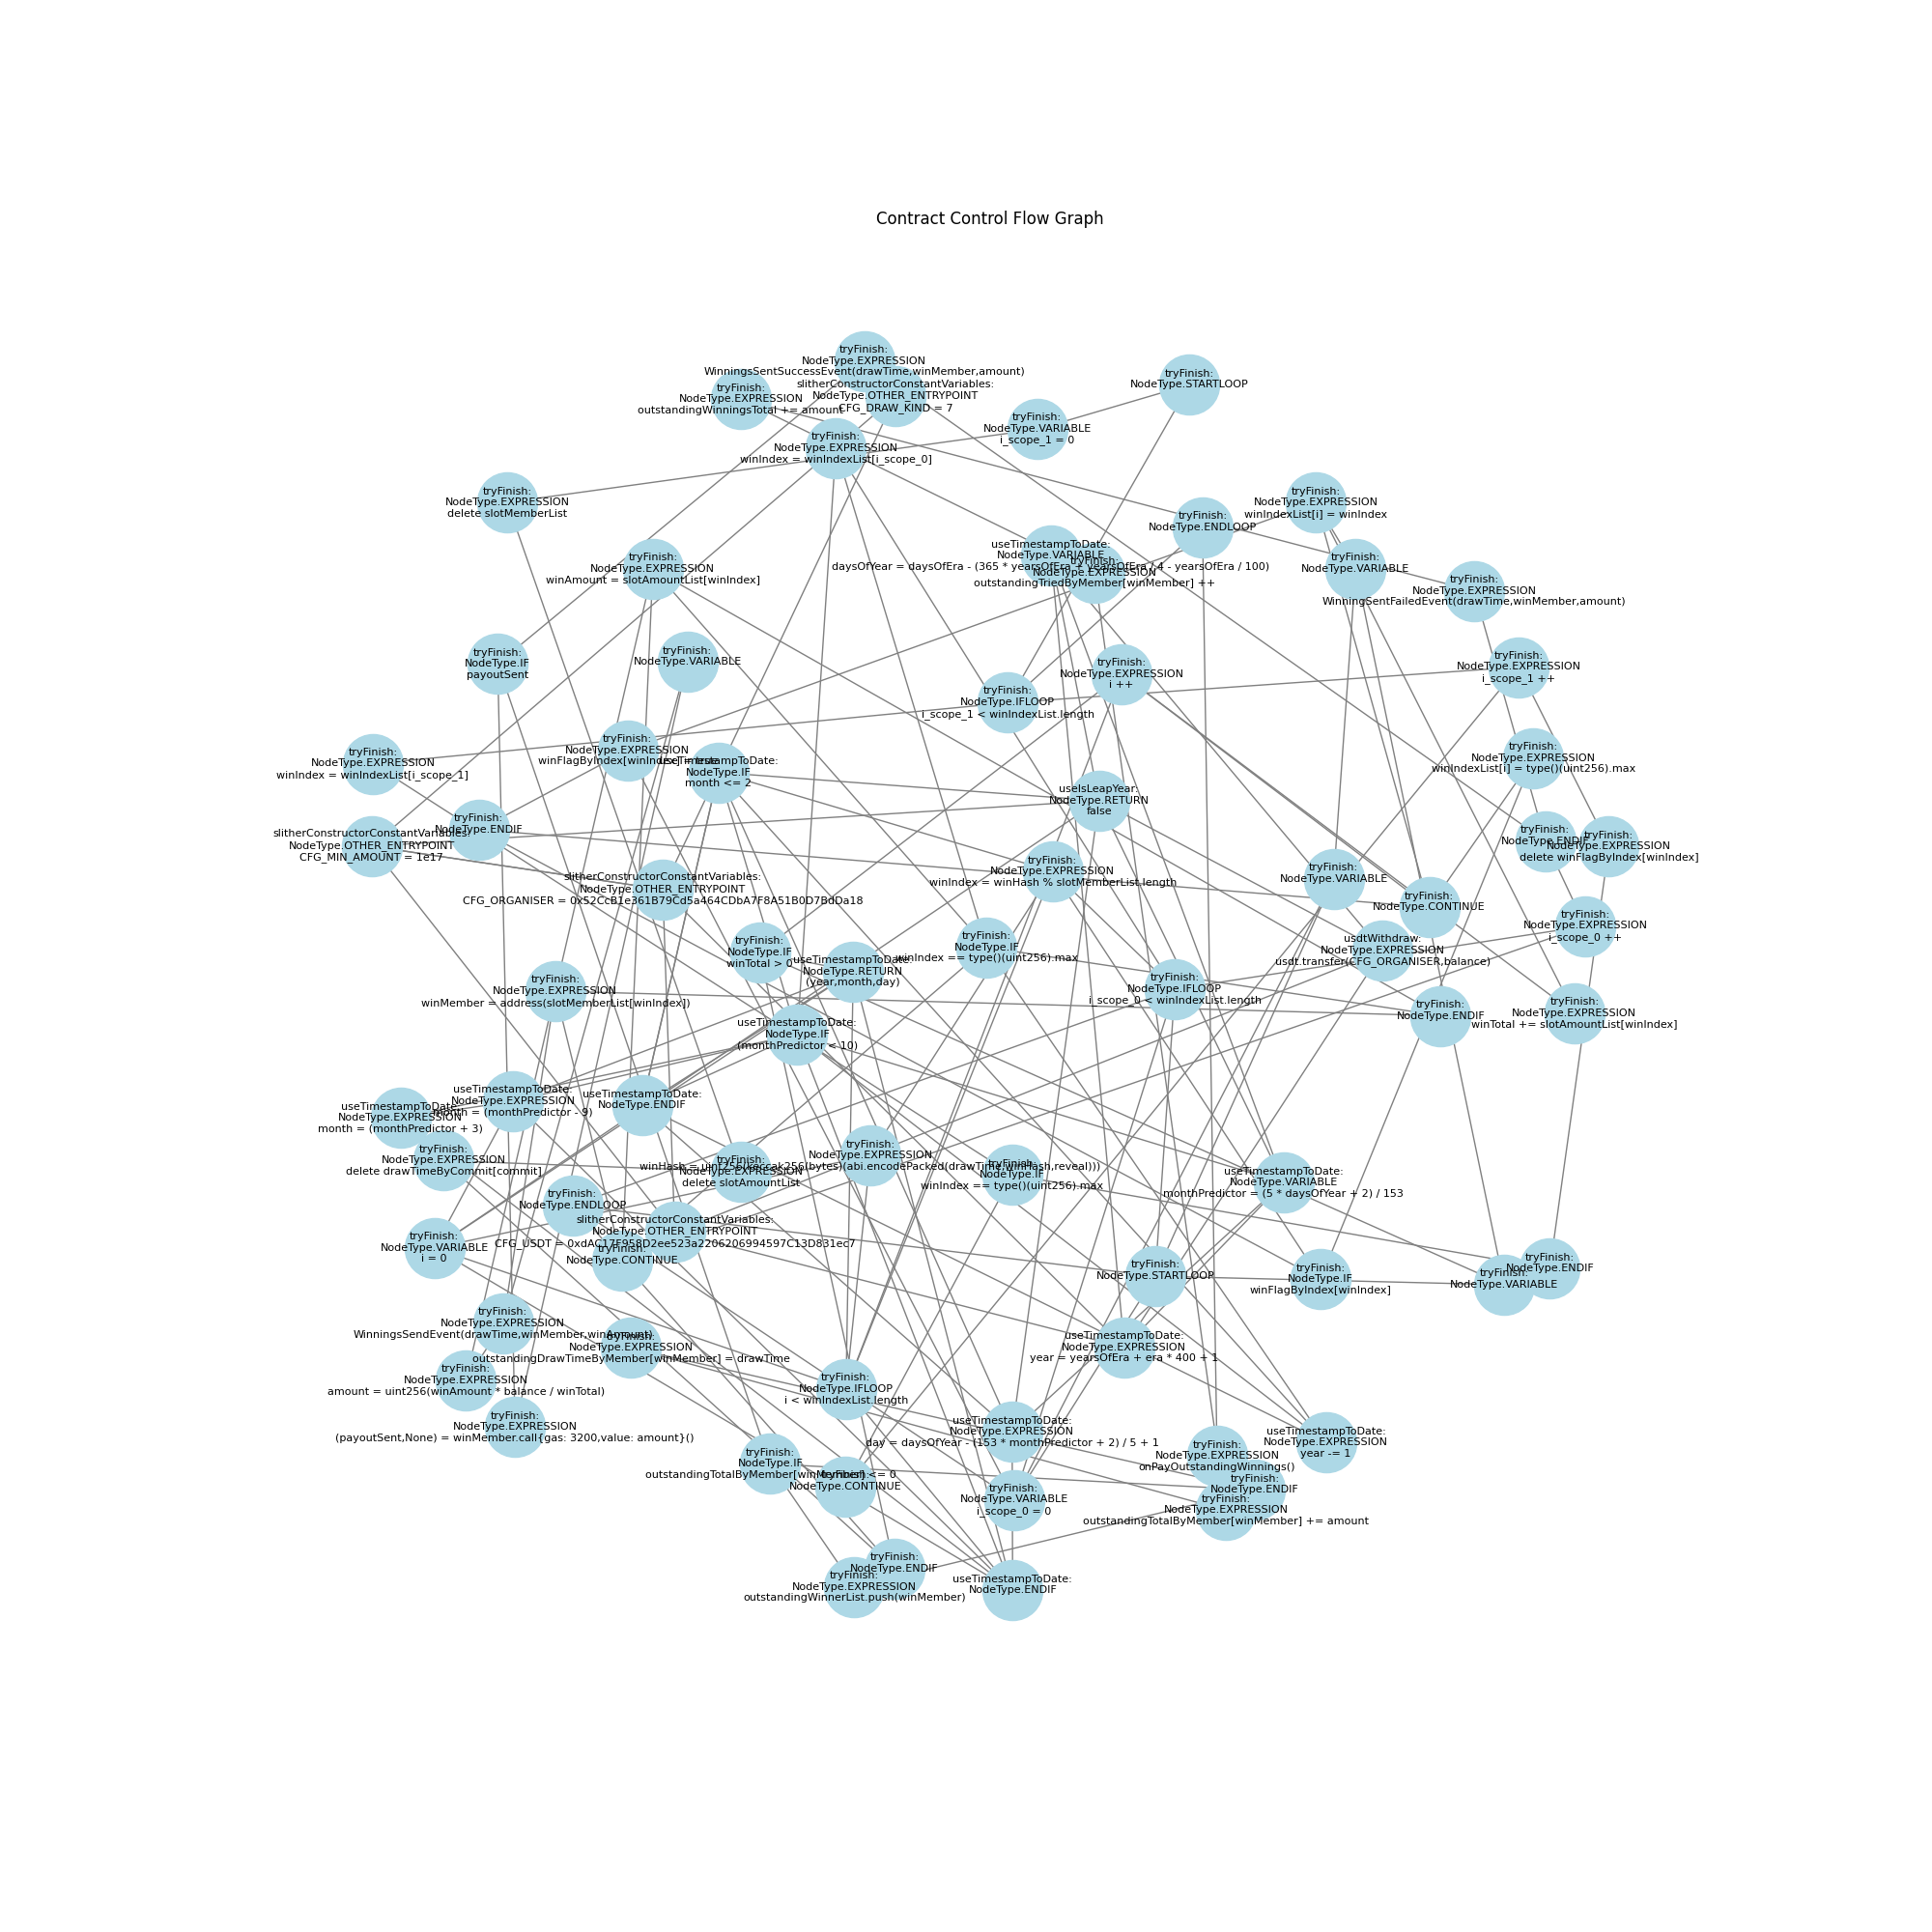 Contract Control Flow Graph
tryFinish:
NodeType.EXPRESSION
WinningsSentSuccessEvent(drawTime,winMember,amount)
tryFinish:
NodeType.STARTLOOP
slitherConstructorConstantVariables:
NodeType.OTHER_ENTRYPOINT
CFG_DRAW_KIND = 7
tryFinish:
NodeType.EXPRESSION
outstandingWinningsTotal += amount
tryFinish:
NodeType.VARIABLE
i_scope_1 = 0
tryFinish:
NodeType.EXPRESSION
winIndex = winIndexList[i_scope_0]
tryFinish:
NodeType.EXPRESSION
delete slotMemberList
tryFinish:
NodeType.EXPRESSION
winIndexList[i] = winIndex
tryFinish:
NodeType.ENDLOOP
useTimestampToDate:
NodeType.VARIABLE
daysOfYear = daysOfEra - (365 * yearsOfEra + yearsOfEra / 4 - yearsOfEra / 100)
tryFinish:
NodeType.EXPRESSION
outstandingTriedByMember[winMember] ++
tryFinish:
NodeType.VARIABLE
tryFinish:
NodeType.EXPRESSION
winAmount = slotAmountList[winIndex]
tryFinish:
NodeType.EXPRESSION
WinningSentFailedEvent(drawTime,winMember,amount)
tryFinish:
NodeType.IF
payoutSent
tryFinish:
NodeType.VARIABLE
tryFinish:
NodeType.EXPRESSION
i ++
tryFinish:
NodeType.EXPRESSION
i_scope_1 ++
tryFinish:
NodeType.IFLOOP
i_scope_1 < winIndexList.length
tryFinish:
NodeType.EXPRESSION
winFlagByIndex[winIndex] = true
useTimestampToDate:
NodeType.IF
month <= 2
tryFinish:
NodeType.EXPRESSION
winIndex = winIndexList[i_scope_1]
tryFinish:
NodeType.EXPRESSION
winIndexList[i] = type()(uint256).max
useIsLeapYear:
NodeType.RETURN
false
tryFinish:
NodeType.ENDIF
slitherConstructorConstantVariables:
NodeType.OTHER_ENTRYPOINT
CFG_MIN_AMOUNT = 1e17
tryFinish:
NodeType.ENDIF
tryFinish:
NodeType.EXPRESSION
delete winFlagByIndex[winIndex]
tryFinish:
NodeType.EXPRESSION
winIndex = winHash % slotMemberList.length
tryFinish:
NodeType.VARIABLE
slitherConstructorConstantVariables:
NodeType.OTHER_ENTRYPOINT
CFG_ORGANISER = 0x52CcB1e361B79Cd5a464CDbA7F8A51B0D7BdDa18
tryFinish:
NodeType.CONTINUE
tryFinish:
NodeType.EXPRESSION
i_scope_0 ++
tryFinish:
NodeType.IF
winTotal > 0
tryFinish:
NodeType.IF
winIndex == type()(uint256).max
usdtWithdraw:
NodeType.EXPRESSION
usdt.transfer(CFG_ORGANISER,balance)
useTimestampToDate:
NodeType.RETURN
(year,month,day)
tryFinish:
NodeType.EXPRESSION
winMember = address(slotMemberList[winIndex])
tryFinish:
NodeType.IFLOOP
i_scope_0 < winIndexList.length
tryFinish:
NodeType.ENDIF
tryFinish:
NodeType.EXPRESSION
winTotal += slotAmountList[winIndex]
useTimestampToDate:
NodeType.IF
(monthPredictor < 10)
useTimestampToDate:
NodeType.EXPRESSION
month = (monthPredictor - 9)
useTimestampToDate:
NodeType.ENDIF
useTimestampToDate:
NodeType.EXPRESSION
month = (monthPredictor + 3)
tryFinish:
NodeType.EXPRESSION
delete drawTimeByCommit[commit]
tryFinish:
NodeType.EXPRESSION
winHash = uint256(keccak256(bytes)(abi.encodePacked(drawTime,winHash,reveal)))
tryFinish:
NodeType.EXPRESSION
delete slotAmountList
tryFinish:
NodeType.IF
winIndex == type()(uint256).max
useTimestampToDate:
NodeType.VARIABLE
monthPredictor = (5 * daysOfYear + 2) / 153
tryFinish:
NodeType.ENDLOOP
slitherConstructorConstantVariables:
NodeType.OTHER_ENTRYPOINT
CFG_USDT = 0xdAC17F958D2ee523a2206206994597C13D831ec7
tryFinish:
NodeType.VARIABLE
i = 0
tryFinish:
NodeType.CONTINUE
tryFinish:
NodeType.STARTLOOP
tryFinish:
NodeType.IF
winFlagByIndex[winIndex]
tryFinish:
NodeType.VARIABLE
tryFinish:
NodeType.ENDIF
tryFinish:
NodeType.EXPRESSION
WinningsSendEvent(drawTime,winMember,winAmount)
tryFinish:
NodeType.EXPRESSION
outstandingDrawTimeByMember[winMember] = drawTime
useTimestampToDate:
NodeType.EXPRESSION
year = yearsOfEra + era * 400 + 1
tryFinish:
NodeType.EXPRESSION
amount = uint256(winAmount * balance / winTotal)
tryFinish:
NodeType.IFLOOP
i < winIndexList.length
tryFinish:
NodeType.EXPRESSION
(payoutSent,None) = winMember.call{gas: 3200,value: amount}()
useTimestampToDate:
NodeType.EXPRESSION
day = daysOfYear - (153 * monthPredictor + 2) / 5 + 1
useTimestampToDate:
NodeType.EXPRESSION
year -= 1
tryFinish:
NodeType.EXPRESSION
onPayOutstandingWinnings()
tryFinish:
NodeType.IF
outstandingTotalByMember[winMember] <= 0
tryFinish:
NodeType.CONTINUE
tryFinish:
NodeType.ENDIF
tryFinish:
NodeType.VARIABLE
i_scope_0 = 0
tryFinish:
NodeType.EXPRESSION
outstandingTotalByMember[winMember] += amount
tryFinish:
NodeType.ENDIF
tryFinish:
NodeType.EXPRESSION
outstandingWinnerList.push(winMember)
useTimestampToDate:
NodeType.ENDIF